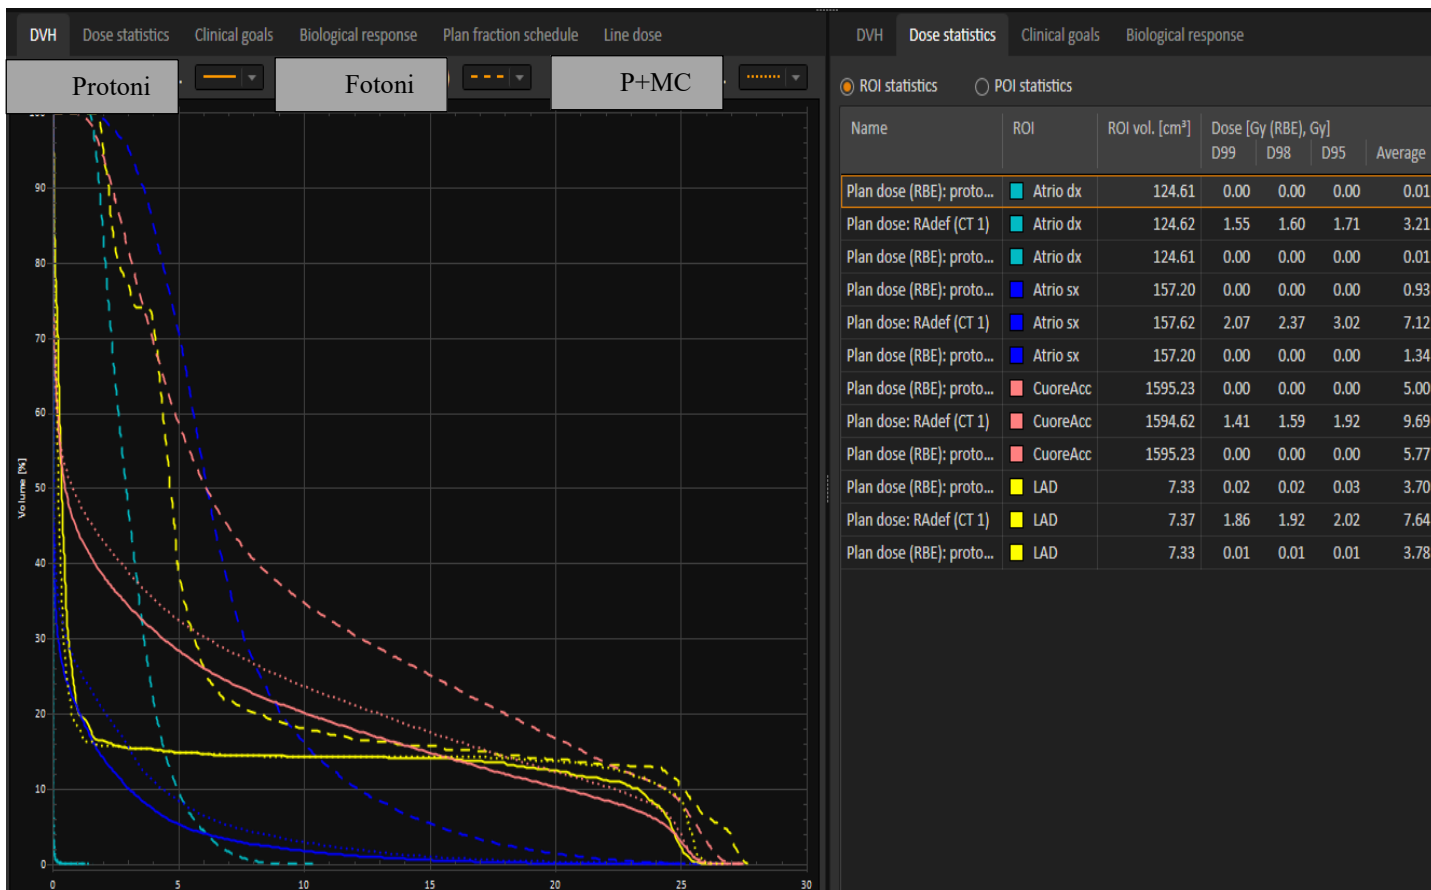 DVH Dose statistics Clinical goals Biological response Plan fraction schedule Line dose
Protoni
Fotoni
P+MC
100
90
80
70
60
50
40
30
20
10
0
Volume [%]
0 5 10 15 20 25 30
DVH Dose statistics Clinical goals Biological response
ROI statistics POI statistics
Name ROI ROI vol. [cm³] Dose [Gy (RBE), Gy]
D99 D98 D95 Average
Plan dose (RBE): proto... Atrio dx 124.61 0.00 0.00 0.00 0.01
Plan dose: RAdef (CT 1) Atrio dx 124.62 1.55 1.60 1.71 3.21
Plan dose (RBE): proto... Atrio dx 124.61 0.00 0.00 0.00 0.01
Plan dose (RBE): proto... Atrio sx 157.20 0.00 0.00 0.00 0.93
Plan dose: RAdef (CT 1) Atrio sx 157.62 2.07 2.37 3.02 7.12
Plan dose (RBE): proto... Atrio sx 157.20 0.00 0.00 0.00 1.34
Plan dose (RBE): proto... CuoreAcc 1595.23 0.00 0.00 0.00 5.00
Plan dose: RAdef (CT 1) CuoreAcc 1594.62 1.41 1.59 1.92 9.69
Plan dose (RBE): proto... CuoreAcc 1595.23 0.00 0.00 0.00 5.77
Plan dose (RBE): proto... LAD 7.33 0.02 0.02 0.03 3.70
Plan dose: RAdef (CT 1) LAD 7.37 1.86 1.92 2.02 7.64
Plan dose (RBE): proto... LAD 7.33 0.01 0.01 0.01 3.78